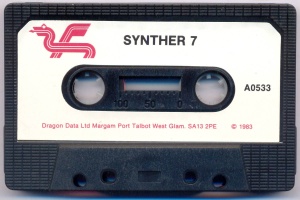 SYNTHER 7
A0533
100 50 0
Dragon Data Ltd Margam Port Talbot West Glam. SA13 2PE © 1983